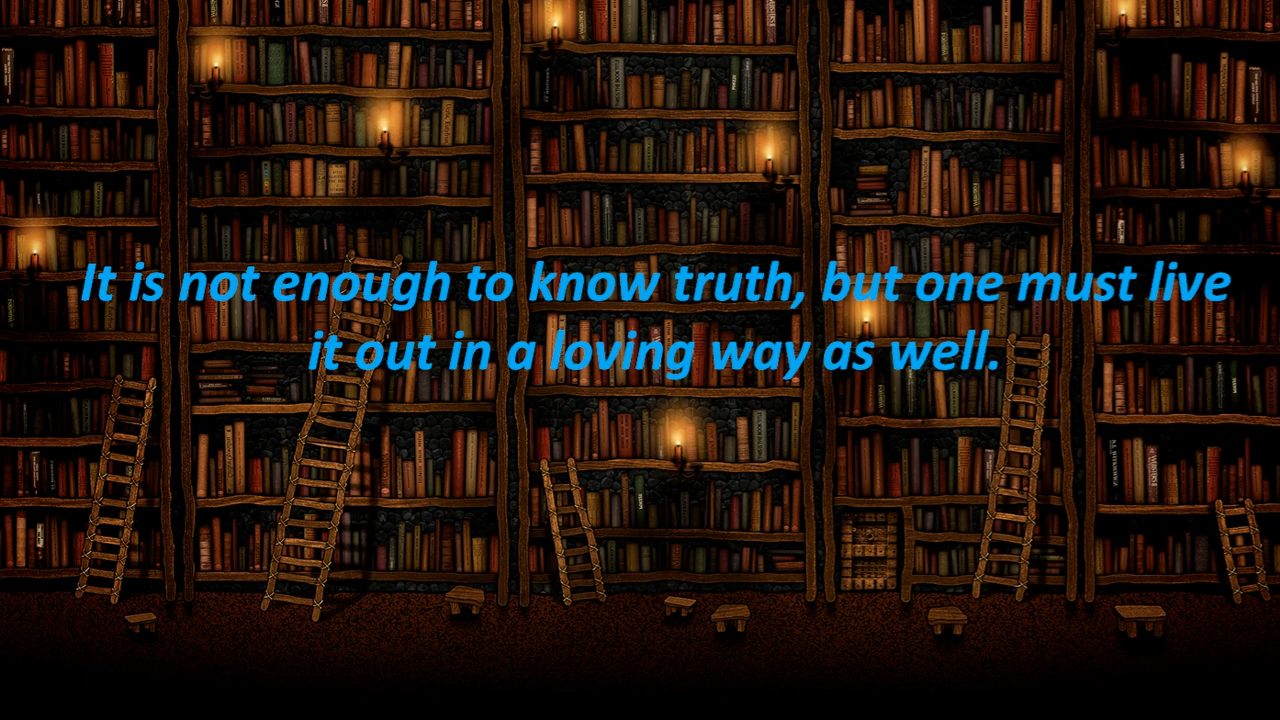 It is not enough to know truth, but one must live
it out in a loving way as well.